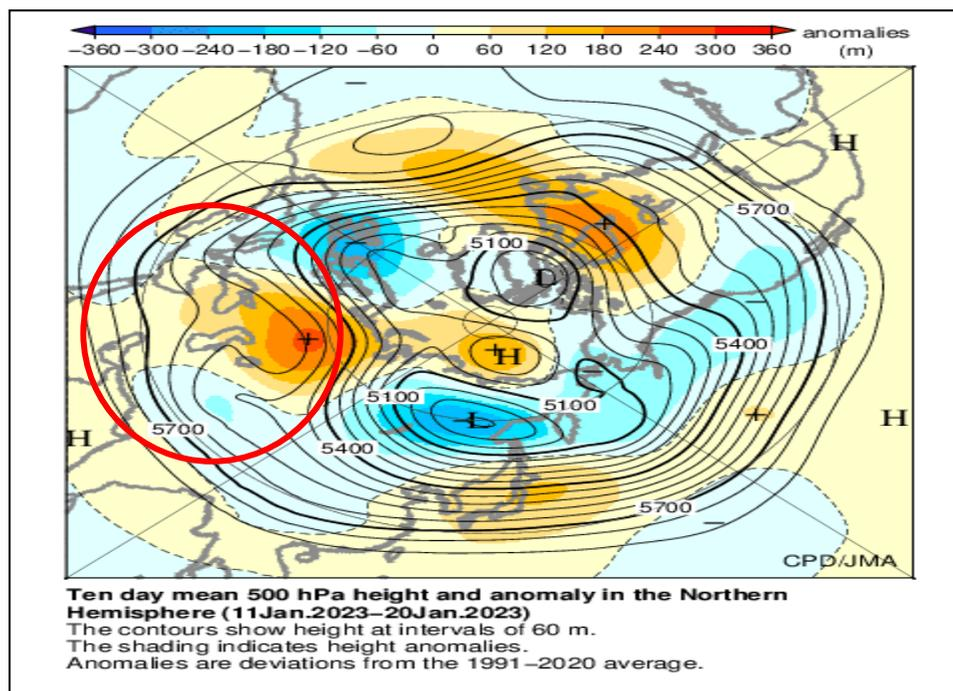 anomalies
−360 −300 −240 −180 −120 −60 0 60 120 180 240 300 360
(m)
H
5700
5100
D
5400
H
5100
5100
L
H
5700
5400
H
5700
CPD/JMA
Ten day mean 500 hPa height and anomaly in the Northern
Hemisphere (11Jan.2023−20Jan.2023)
The contours show height at intervals of 60 m.
The shading indicates height anomalies.
Anomalies are deviations from the 1991−2020 average.